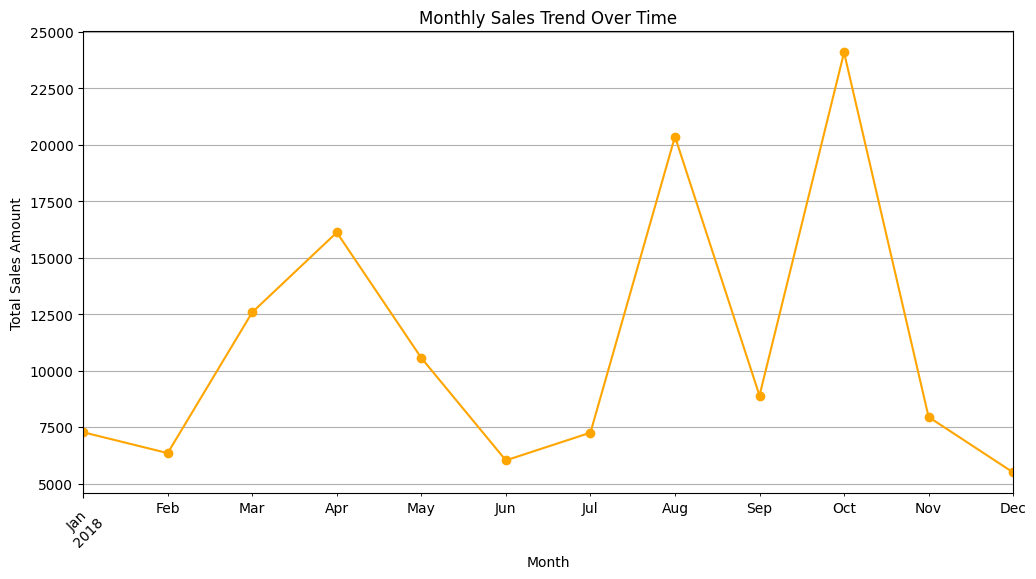 Monthly Sales Trend Over Time
25000
22500
20000
17500
15000
12500
10000
7500
5000
Total Sales Amount
Jan Feb Mar Apr May Jun Jul Aug Sep Oct Nov Dec
2018
Month